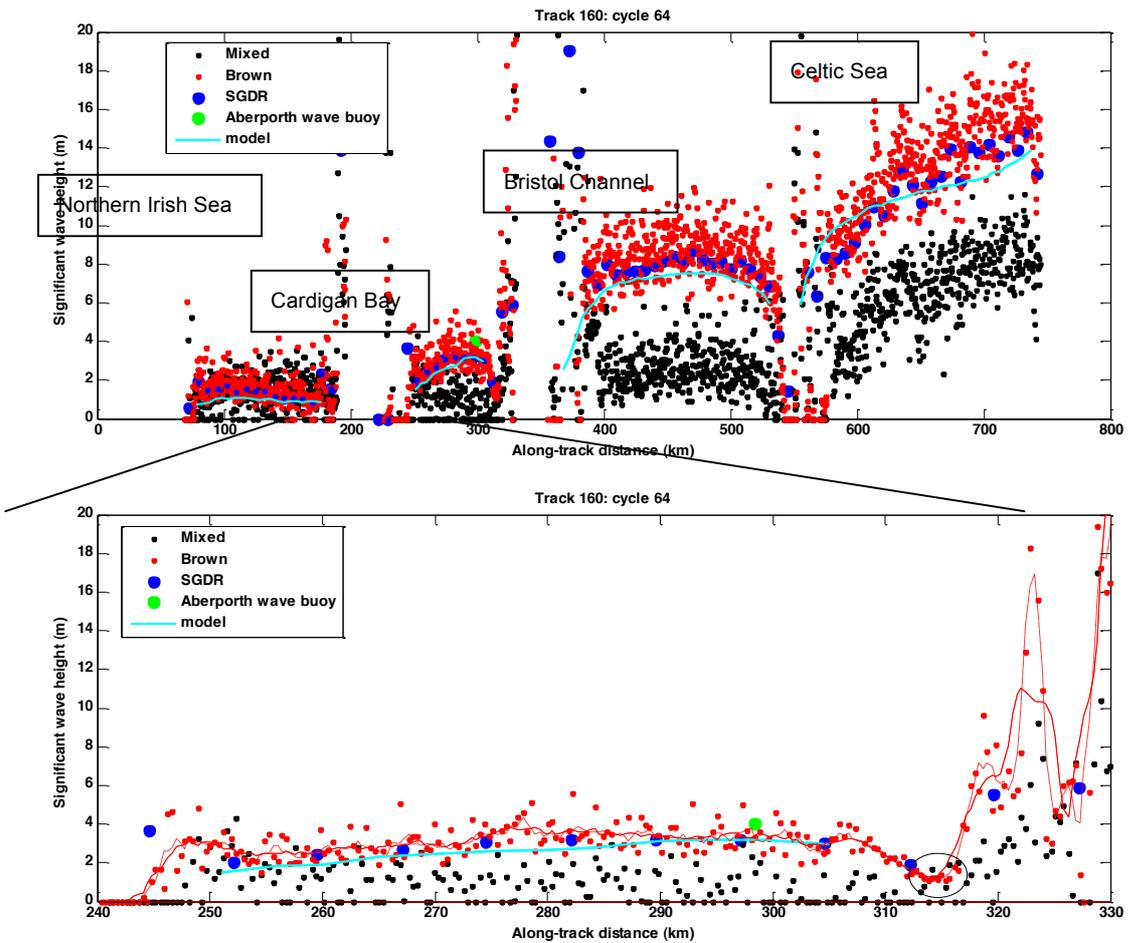 Track 160: cycle 64
20
18
16
14
12
10
8
6
4
2
0
Significant wave height (m)
Mixed
Brown
SGDR
Aberporth wave buoy
model
Celtic Sea
Bristol Channel
Northern Irish Sea
Cardigan Bay
0 100 200 300 400 500 600 700 800
Along-track distance (km)
Track 160: cycle 64
20
18
16
14
12
10
8
6
4
2
0
Significant wave height (m)
Mixed
Brown
SGDR
Aberporth wave buoy
model
240 250 260 270 280 290 300 310 320 330
Along-track distance (km)